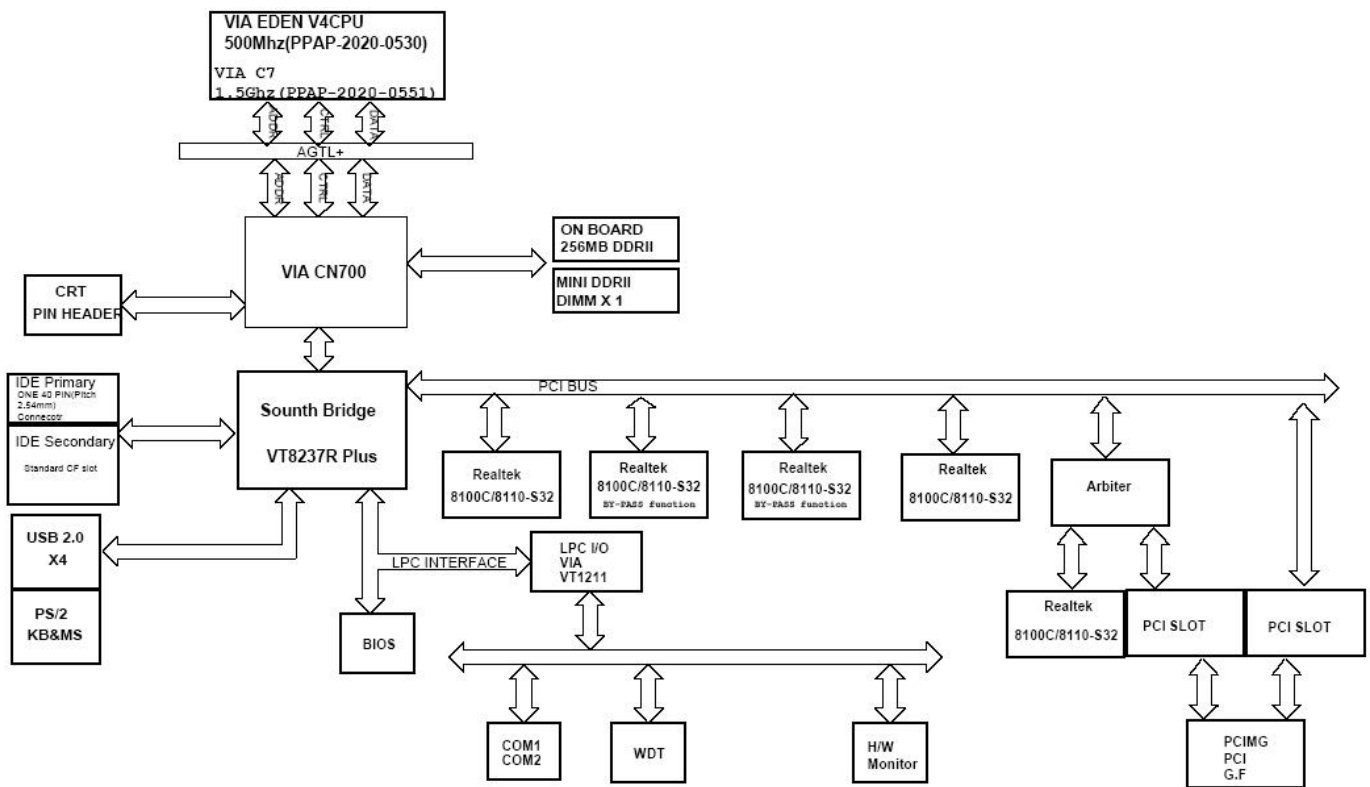 VIA EDEN V4CPU
500Mhz(PPAP-2020-0530)
VIA C7
1.5Ghz(PPAP-2020-0551)
ADDR
CTRL
DATA
AGTL+
ADDR
CTRL
DATA
VIA CN700
ON BOARD
256MB DDRII
MINI DDRII
DIMM X 1
CRT
PIN HEADER
IDE Primary
ONE 40 PIN(Pitch
2.54mm)
Connecotr
IDE Secondary
Standard CF slot
Sounth Bridge
VT8237R Plus
PCI BUS
Realtek
8100C/8110-S32
Realtek
8100C/8110-S32
BY-PASS function
Realtek
8100C/8110-S32
BY-PASS function
Realtek
8100C/8110-S32
Arbiter
USB 2.0
X4
PS/2
KB&MS
LPC INTERFACE
LPC I/O
VIA
VT1211
BIOS
Realtek
8100C/8110-S32
PCI SLOT
PCI SLOT
COM1
COM2
WDT
H/W
Monitor
PCIMG
PCI
G.F